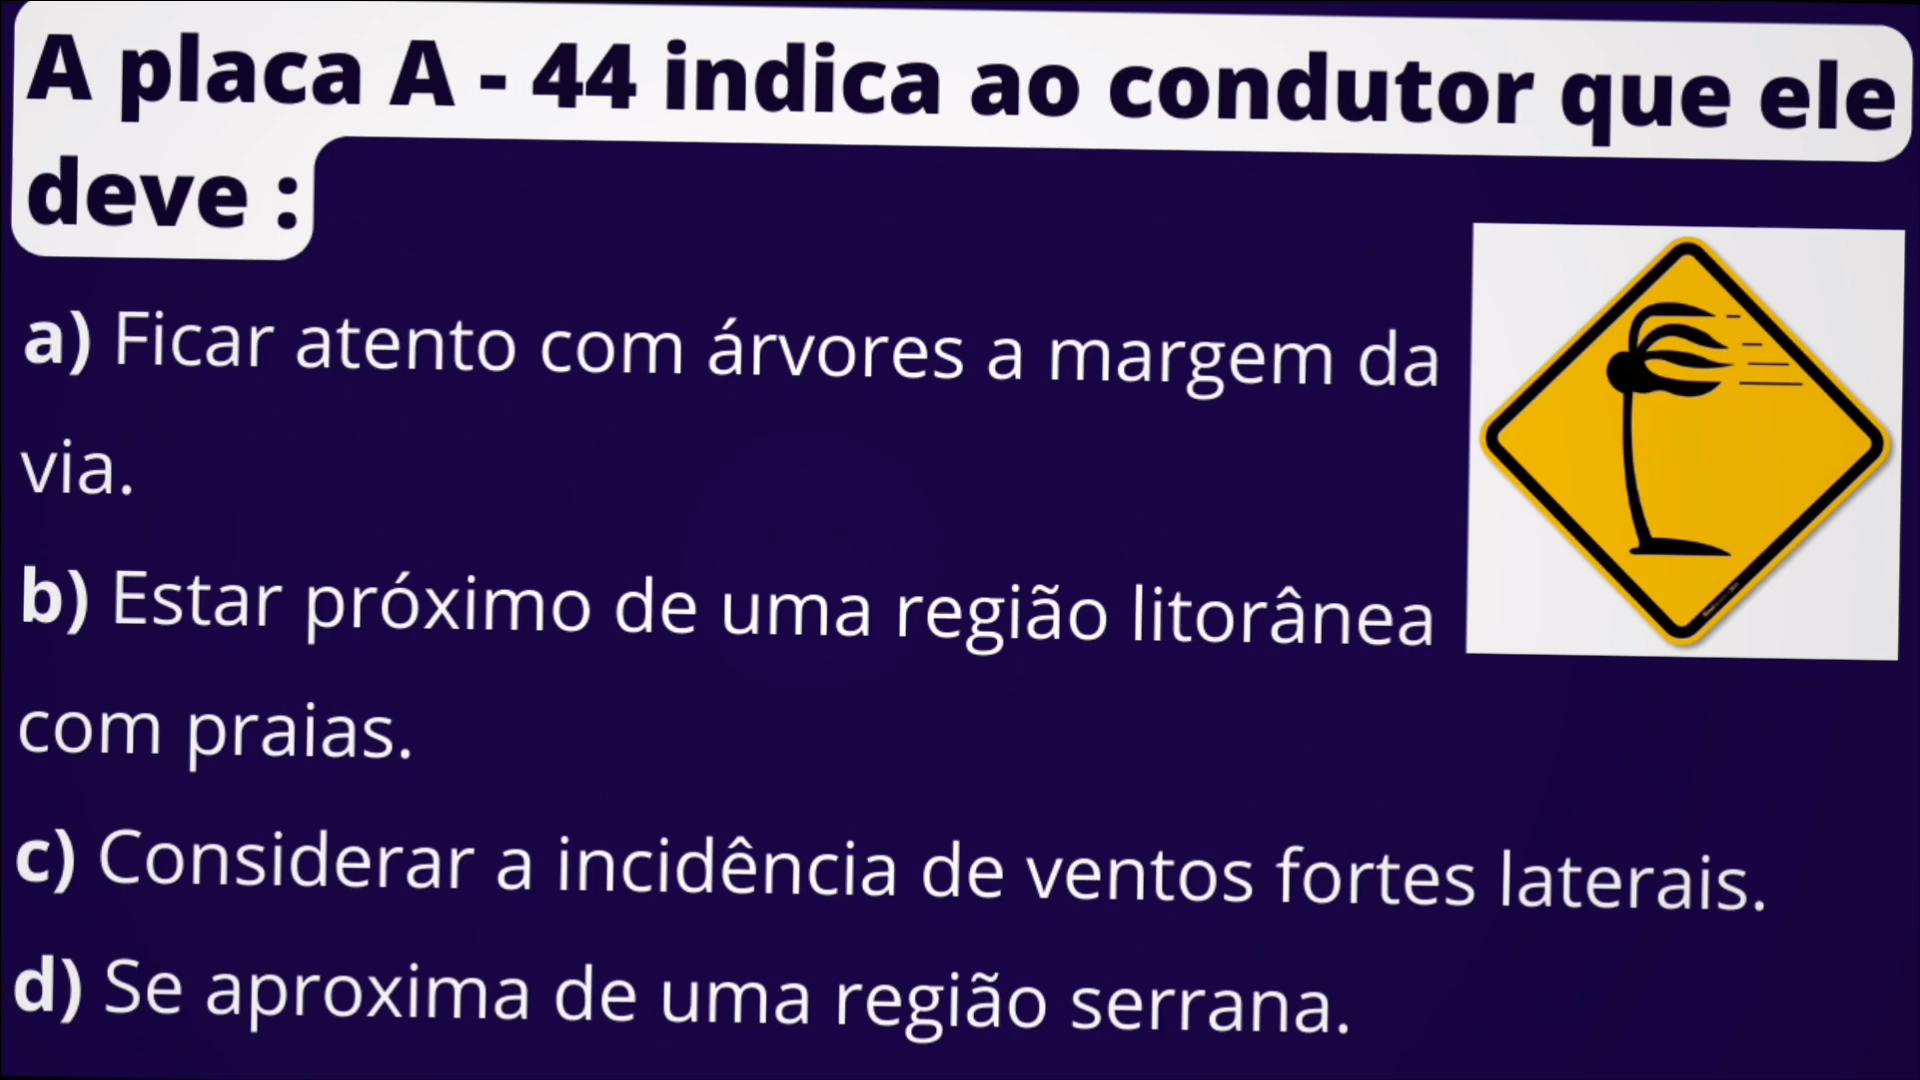 A placa A - 44 indica ao condutor que ele
deve :
a) Ficar atento com árvores a margem da
via.
b) Estar próximo de uma região litorânea
com praias.
c) Considerar a incidência de ventos fortes laterais.
d) Se aproxima de uma região serrana.